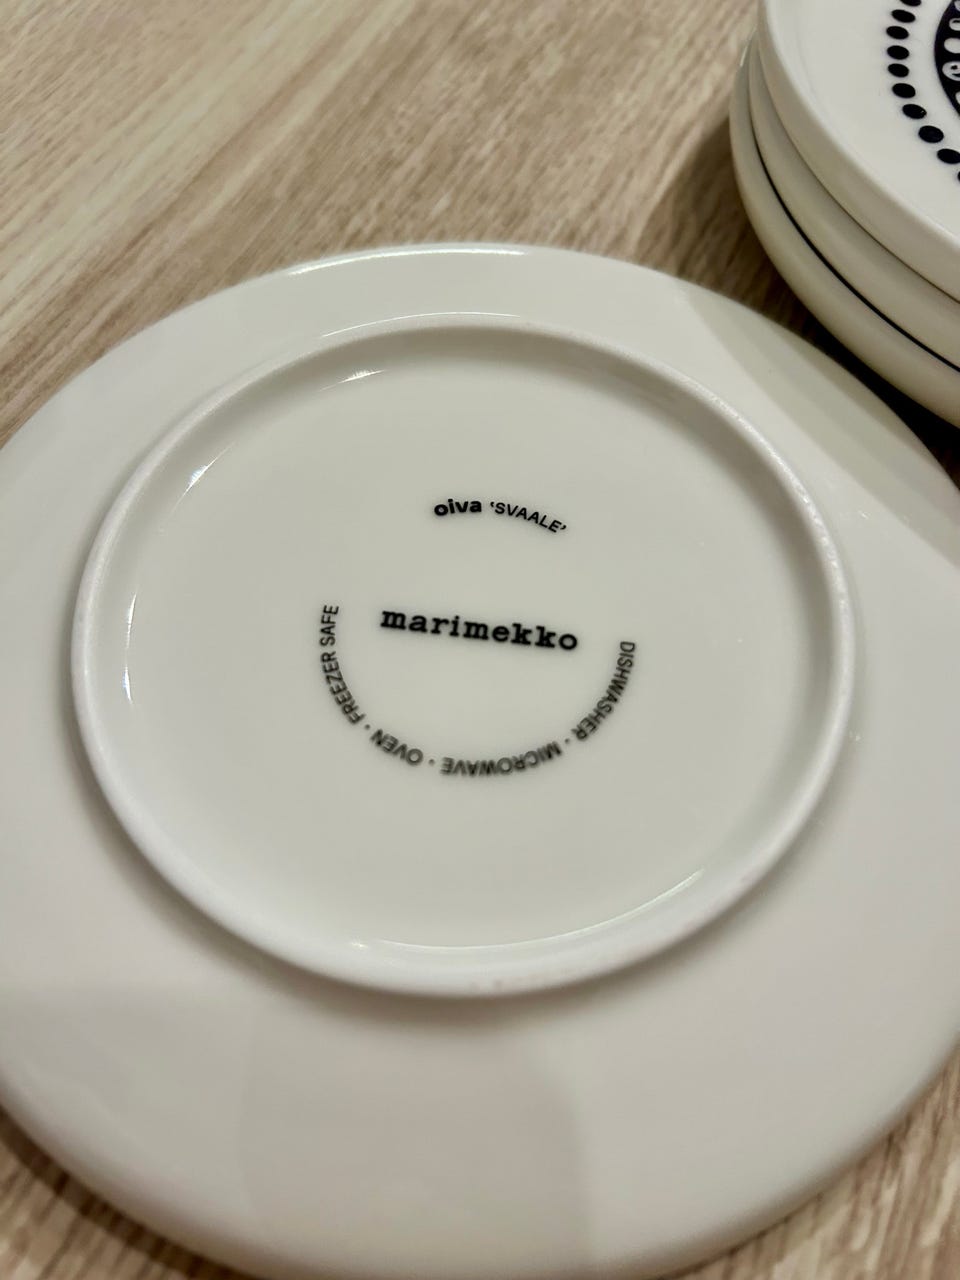 oiva 'SVAALE'
marimekko
DISHWASHER · MICROWAVE · OVEN · FREEZER SAFE